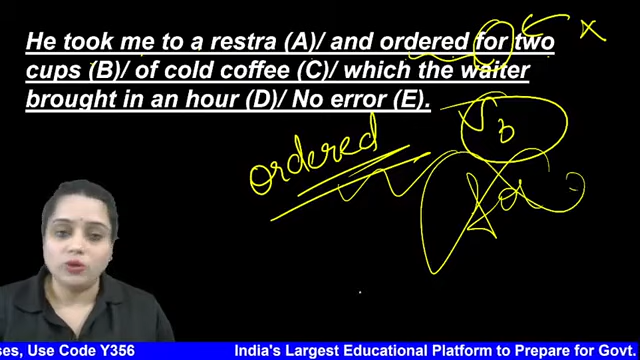 He took me to a restra (A)/ and ordered for two
cups (B)/ of cold coffee (C)/ which the waiter
brought in an hour (D)/ No error (E).
ordered
b
ses, Use Code Y356 India's Largest Educational Platform to Prepare for Govt.